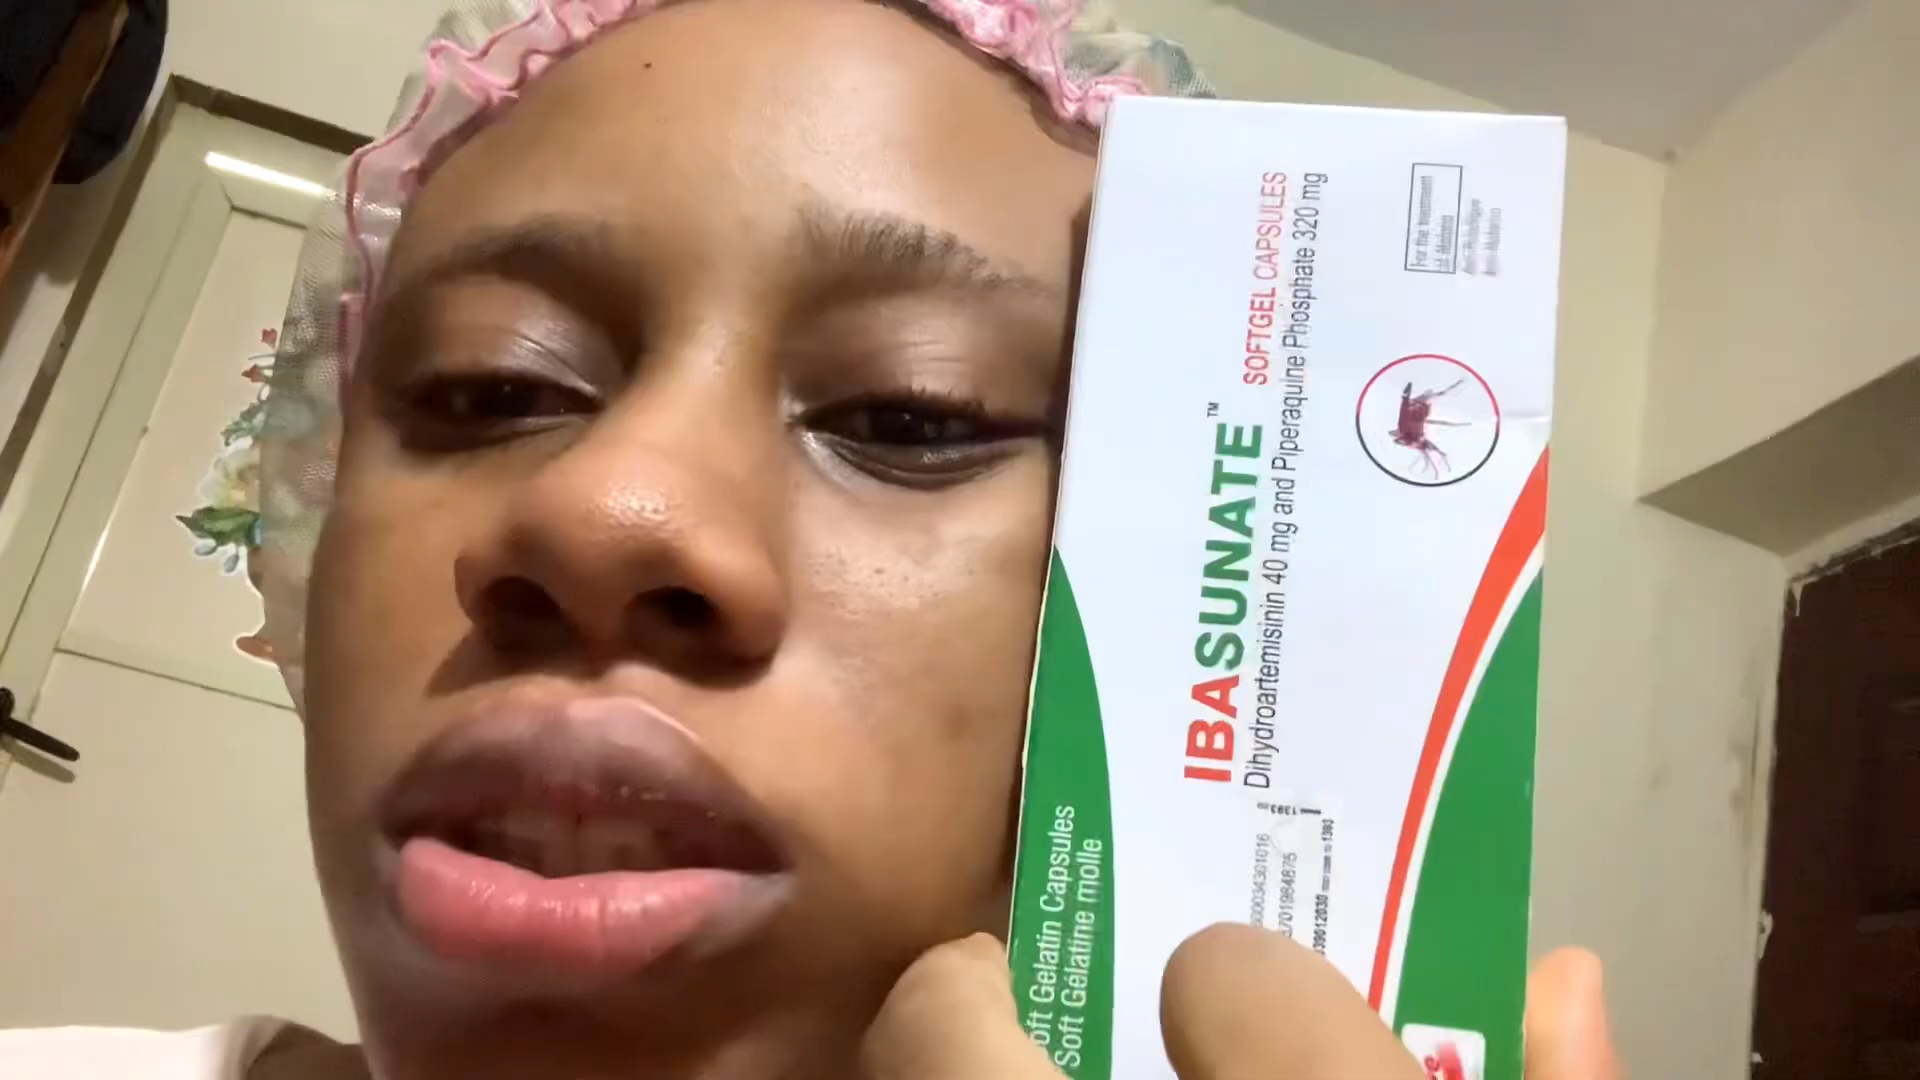 IBASUNATE™ SOFTGEL CAPSULES
Dihydroartemisinin 40 mg and Piperaquine Phosphate 320 mg
For the treatment
of Malaria
Soft Gelatin Capsules
Soft Gélatine molle